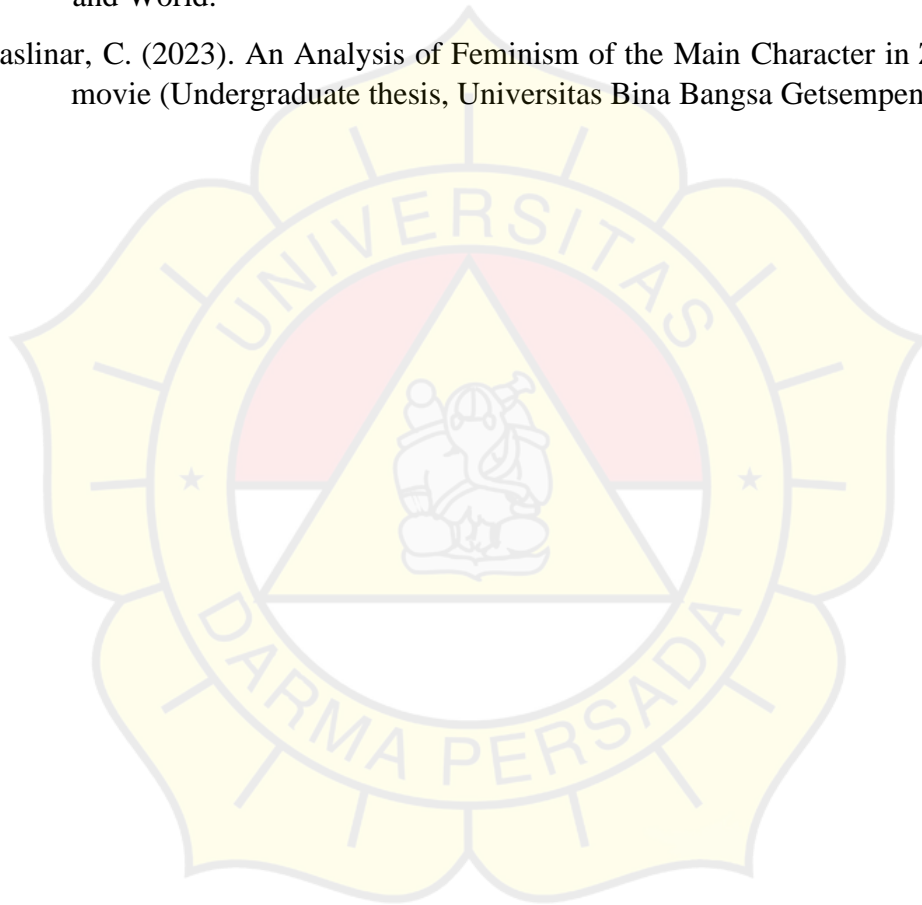 and World.
aslinar, C. (2023). An Analysis of Feminism of the Main Character in
movie (Undergraduate thesis, Universitas Bina Bangsa Getsempen
UNIVERSITAS
DARMA PERSADA